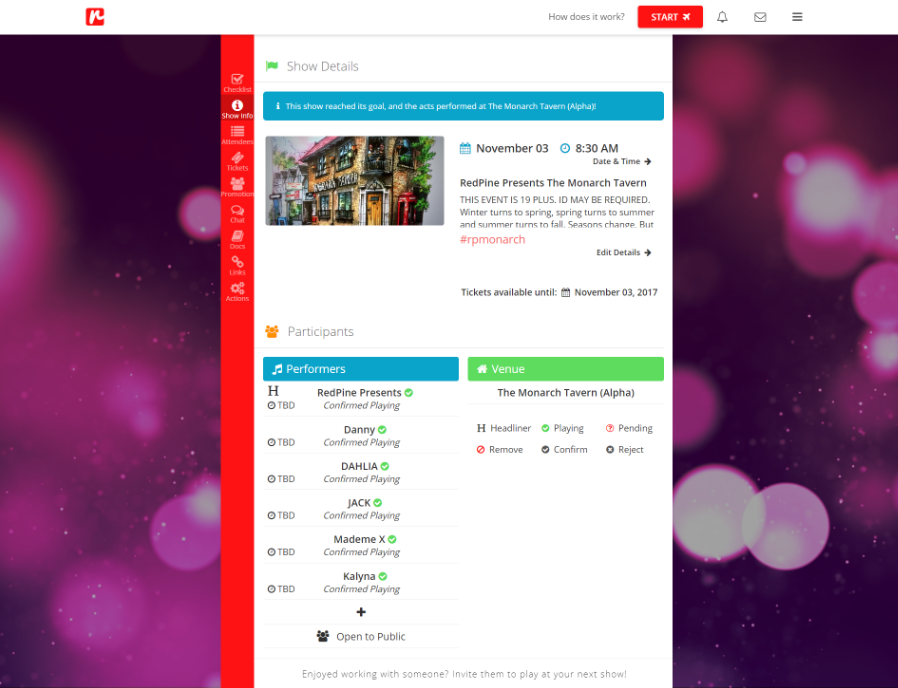 How does it work?
START
Checklist
Show Info
Attendees
Tickets
Promotion
Chat
Docs
Links
Actions
Show Details
This show reached its goal, and the acts performed at The Monarch Tavern (Alpha)!
November 03 8:30 AM
Date & Time
RedPine Presents The Monarch Tavern
THIS EVENT IS 19 PLUS. ID MAY BE REQUIRED.
Winter turns to spring, spring turns to summer
and summer turns to fall. Seasons change. But
#rpmonarch
Edit Details
Tickets available until: November 03, 2017
Participants
Performers
H RedPine Presents
TBD Confirmed Playing
Danny
TBD Confirmed Playing
DAHLIA
TBD Confirmed Playing
JACK
TBD Confirmed Playing
Mademe X
TBD Confirmed Playing
Kalyna
TBD Confirmed Playing
Open to Public
Venue
The Monarch Tavern (Alpha)
H Headliner Playing Pending
Remove Confirm Reject
Enjoyed working with someone? Invite them to play at your next show!